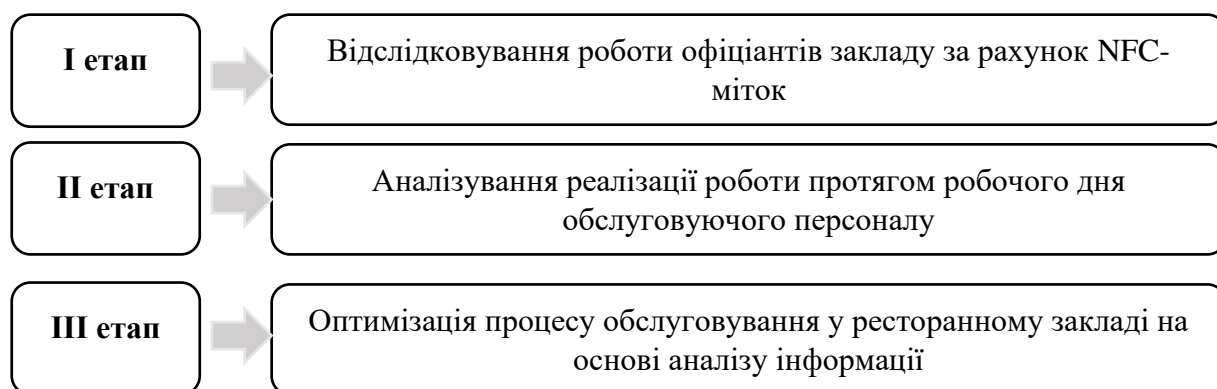 І етап
Відслідковування роботи офіціантів закладу за рахунок NFC-
міток
ІІ етап
Аналізування реалізації роботи протягом робочого дня
обслуговуючого персоналу
ІІІ етап
Оптимізація процесу обслуговування у ресторанному закладі на
основі аналізу інформації